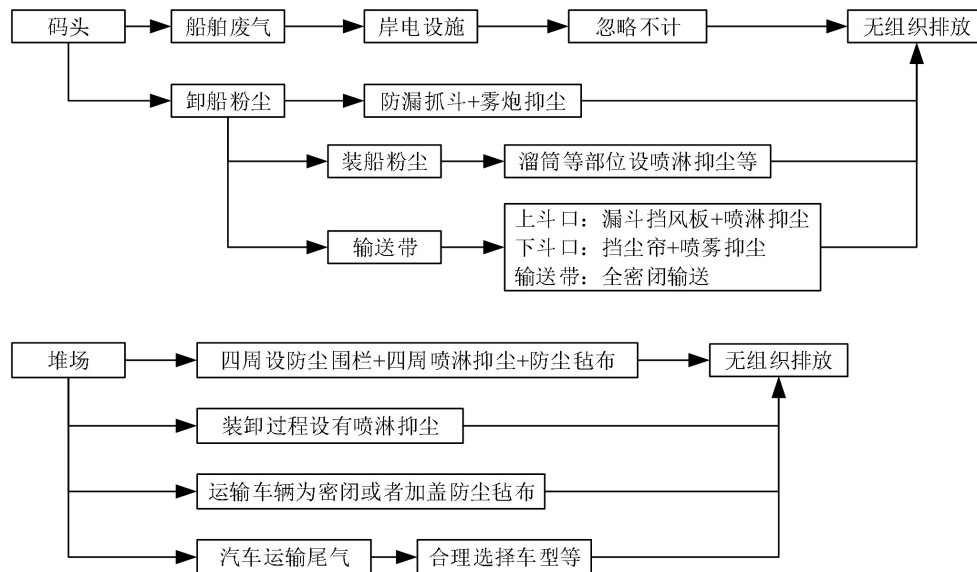 码头
船舶废气
岸电设施
忽略不计
无组织排放
卸船粉尘
防漏抓斗+雾炮抑尘
装船粉尘
溜筒等部位设喷淋抑尘等
输送带
上斗口：漏斗挡风板+喷淋抑尘
下斗口：挡尘帘+喷雾抑尘
输送带：全密闭输送
堆场
四周设防尘围栏+四周喷淋抑尘+防尘毡布
无组织排放
装卸过程设有喷淋抑尘
运输车辆为密闭或者加盖防尘毡布
汽车运输尾气
合理选择车型等